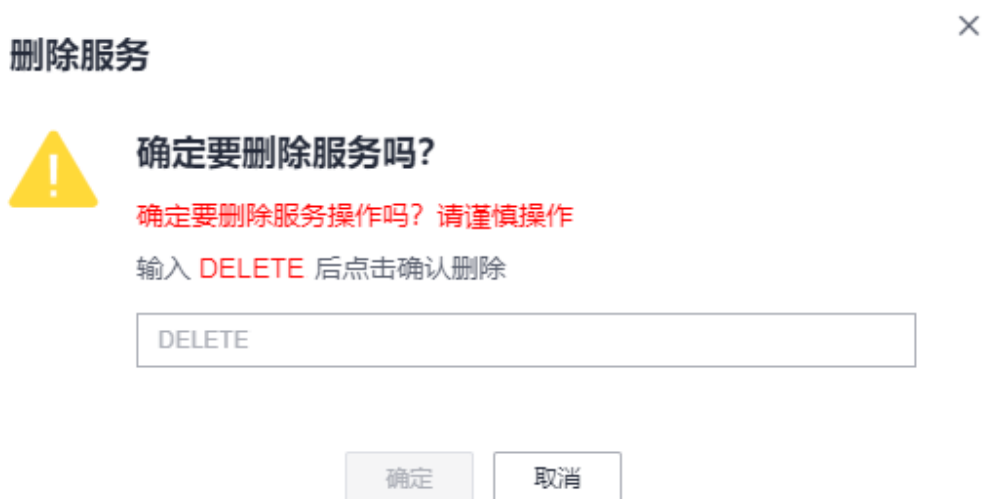 删除服务
确定要删除服务吗？
确定要删除服务操作吗？请谨慎操作
输入 DELETE 后点击确认删除
DELETE
确定 取消